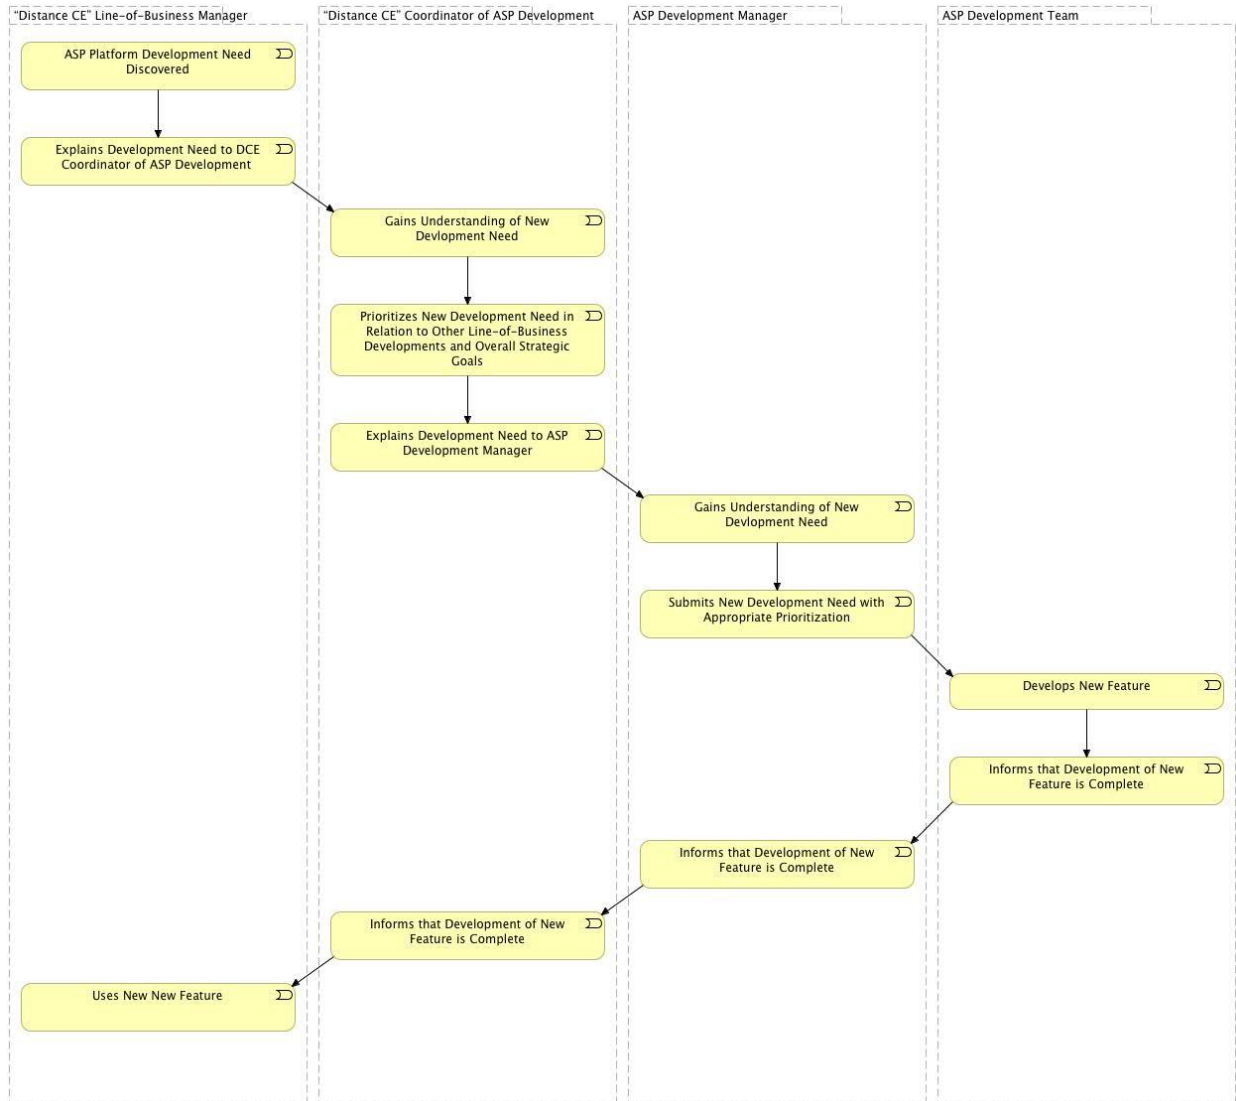 “Distance CE” Line-of-Business Manager
“Distance CE” Coordinator of ASP Development
ASP Development Manager
ASP Development Team
ASP Platform Development Need
Discovered
Explains Development Need to DCE
Coordinator of ASP Development
Gains Understanding of New
Devlopment Need
Prioritizes New Development Need in
Relation to Other Line-of-Business
Developments and Overall Strategic
Goals
Explains Development Need to ASP
Development Manager
Gains Understanding of New
Devlopment Need
Submits New Development Need with
Appropriate Prioritization
Develops New Feature
Informs that Development of New
Feature is Complete
Informs that Development of New
Feature is Complete
Informs that Development of New
Feature is Complete
Uses New New Feature